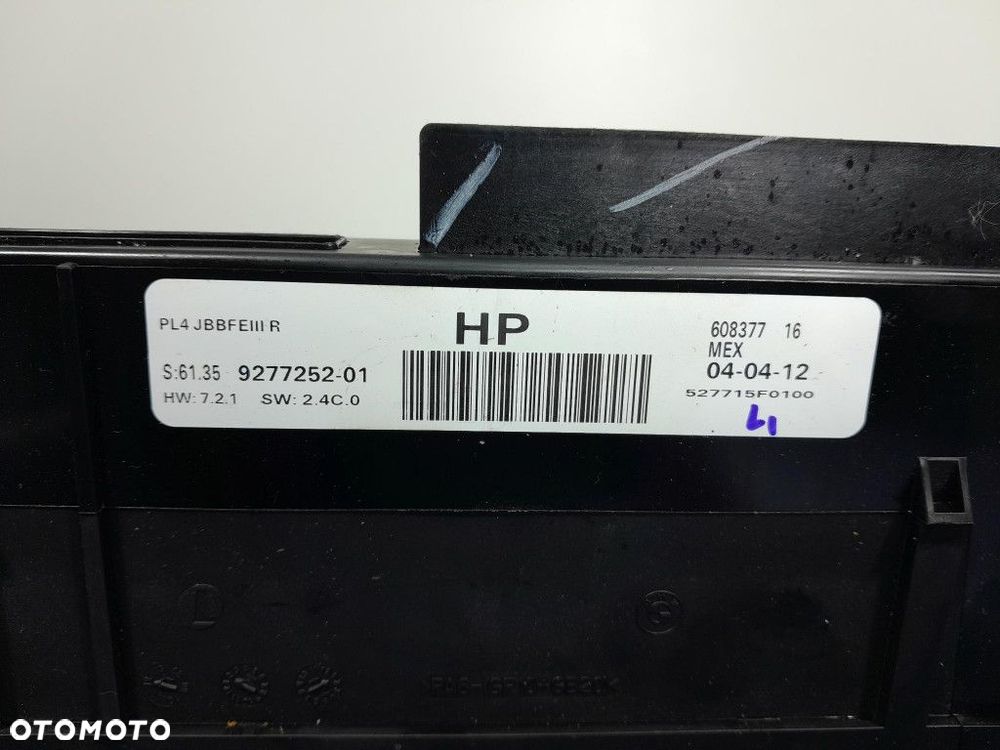 PL4 JBBFEIII R
HP
608377 16
MEX
S:61.35 9277252-01
04-04-12
HW: 7.2.1 SW: 2.4C.0
527715F0100
OTOMOTO